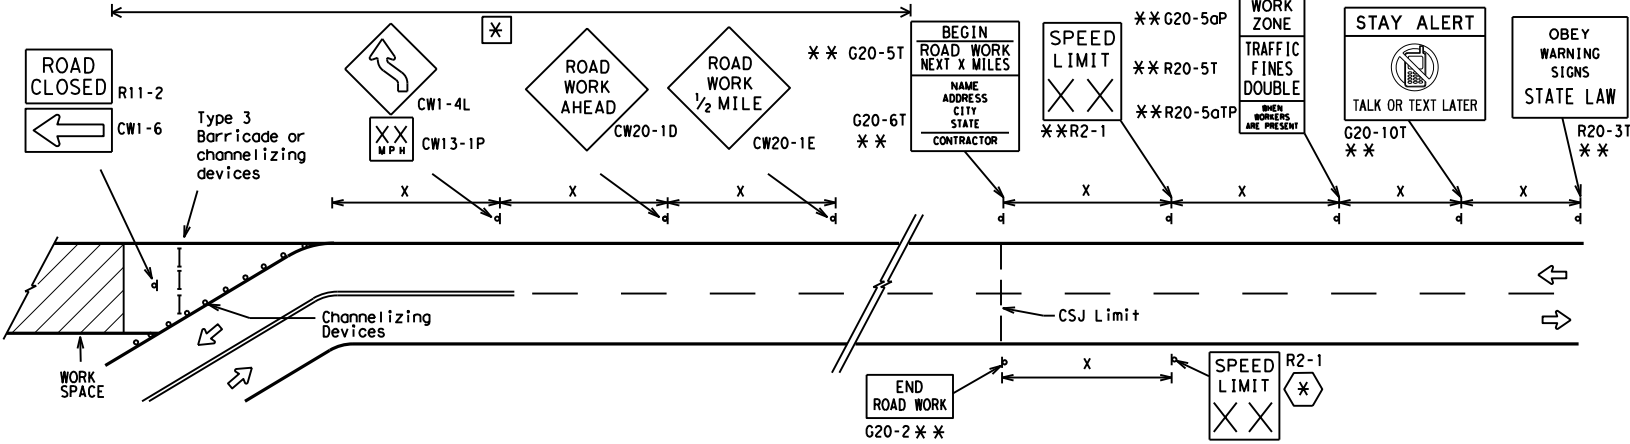 ROAD
CLOSED
R11-2
CW1-6
Type 3
Barricade or
channelizing
devices
CW1-4L
XX
MPH
CW13-1P
*
ROAD
WORK
AHEAD
CW20-1D
ROAD
WORK
1/2 MILE
CW20-1E
** G20-5T
BEGIN
ROAD WORK
NEXT X MILES
NAME
ADDRESS
CITY
STATE
CONTRACTOR
G20-6T
**
SPEED
LIMIT
XX
**R2-1
**G20-5aP
WORK
ZONE
**R20-5T
TRAFFIC
FINES
DOUBLE
**R20-5aTP
WHEN
WORKERS
ARE PRESENT
STAY ALERT
TALK OR TEXT LATER
G20-10T
**
OBEY
WARNING
SIGNS
STATE LAW
R20-3T
**
X
X
X
X
X
X
X
Channelizing
Devices
WORK
SPACE
CSJ Limit
X
END
ROAD WORK
G20-2 **
SPEED
LIMIT
XX
R2-1
*